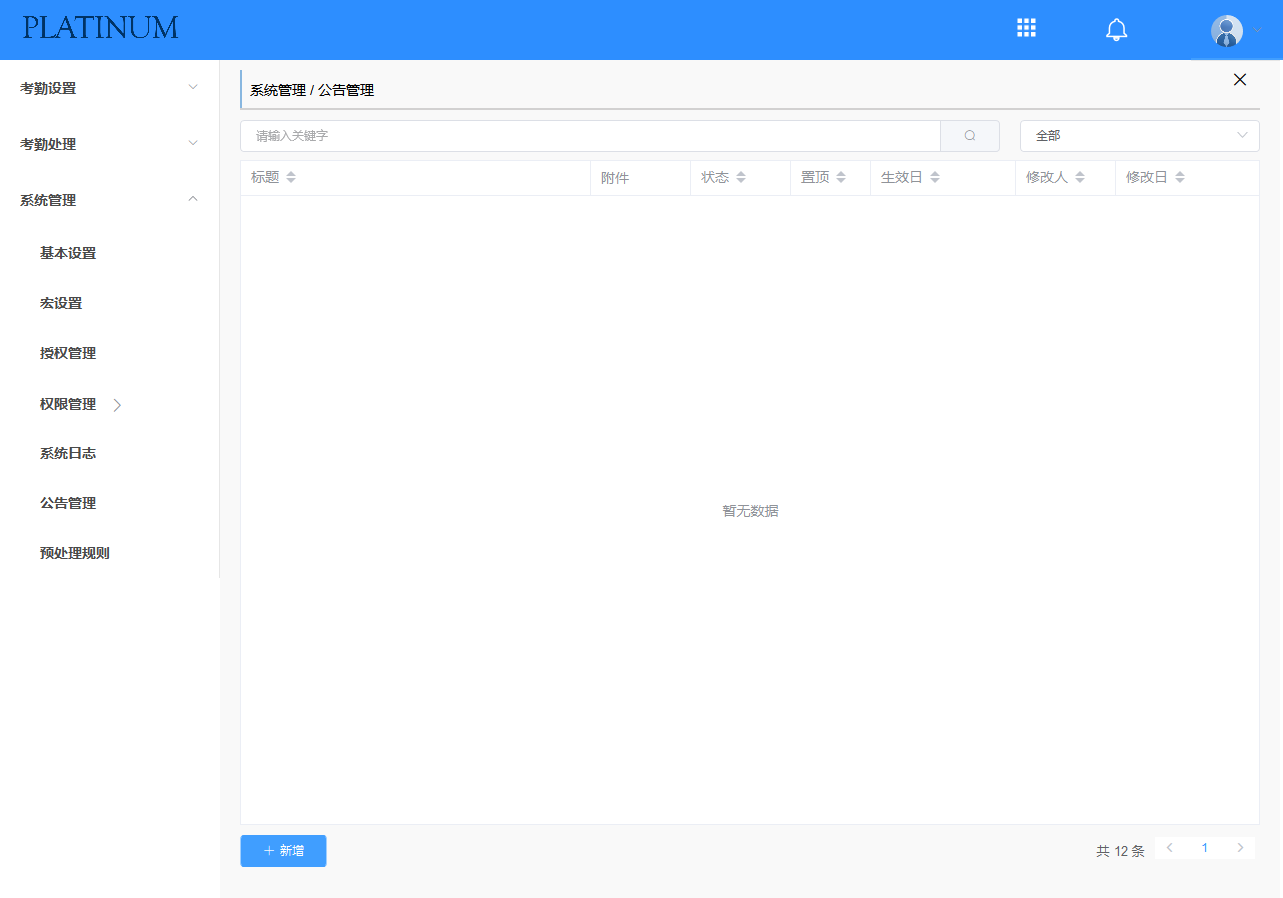 PLATINUM
考勤设置
考勤处理
系统管理
基本设置
宏设置
授权管理
权限管理
系统日志
公告管理
预处理规则
系统管理 / 公告管理
请输入关键字
全部
标题 附件 状态 置顶 生效日 修改人 修改日
暂无数据
+ 新增
共 12 条 1